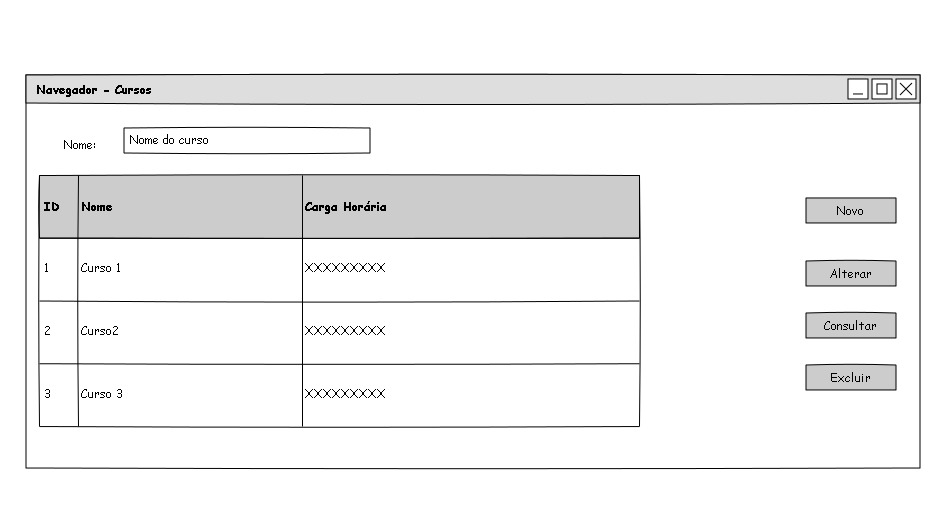 Navegador - Cursos
Nome: Nome do curso
ID Nome Carga Horária
1 Curso 1 XXXXXXXXX
2 Curso2 XXXXXXXXX
3 Curso 3 XXXXXXXXX
Novo
Alterar
Consultar
Excluir